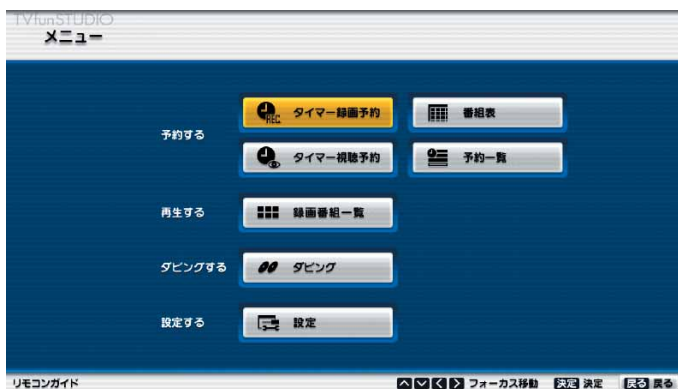 TVfunSTUDIO
メニュー
予約する
タイマー録画予約
番組表
タイマー視聴予約
予約一覧
再生する
録画番組一覧
ダビングする
ダビング
設定する
設定
リモコンガイド
フォーカス移動 決定 決定 戻る 戻る